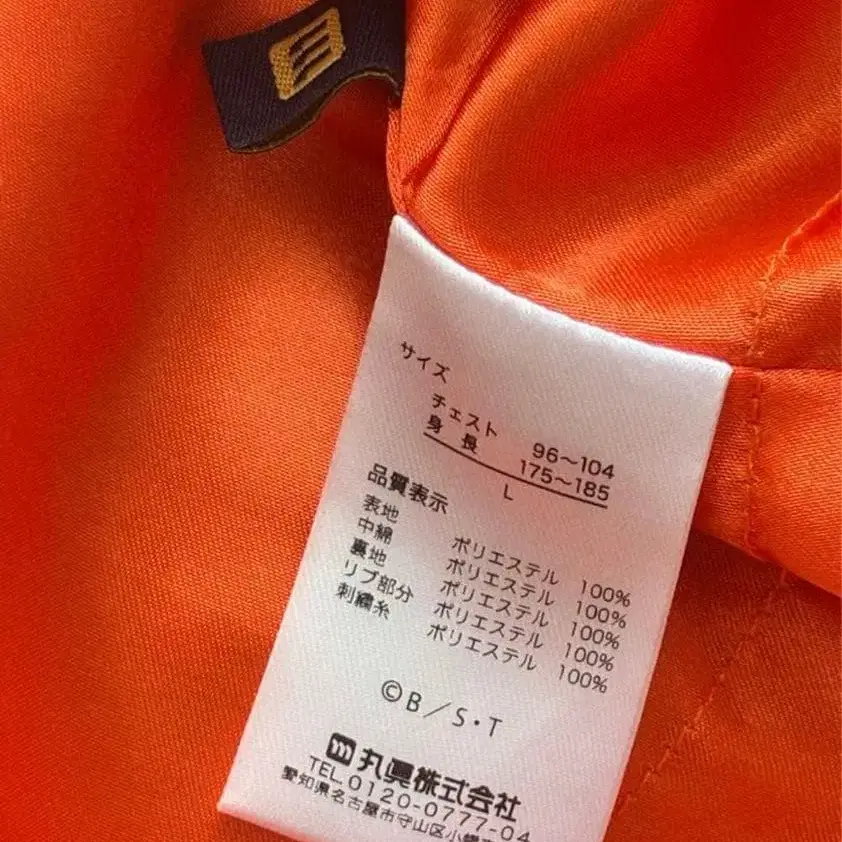 サイズ
チェスト 96～104
身長 175～185
L
品質表示
表地 ポリエステル 100%
中綿 ポリエステル 100%
裏地 ポリエステル 100%
リブ部分 ポリエステル 100%
刺繍糸 ポリエステル 100%
©B／S・T
m 丸眞株式会社
TEL.0120-0777-04
愛知県名古屋市守山区小幡